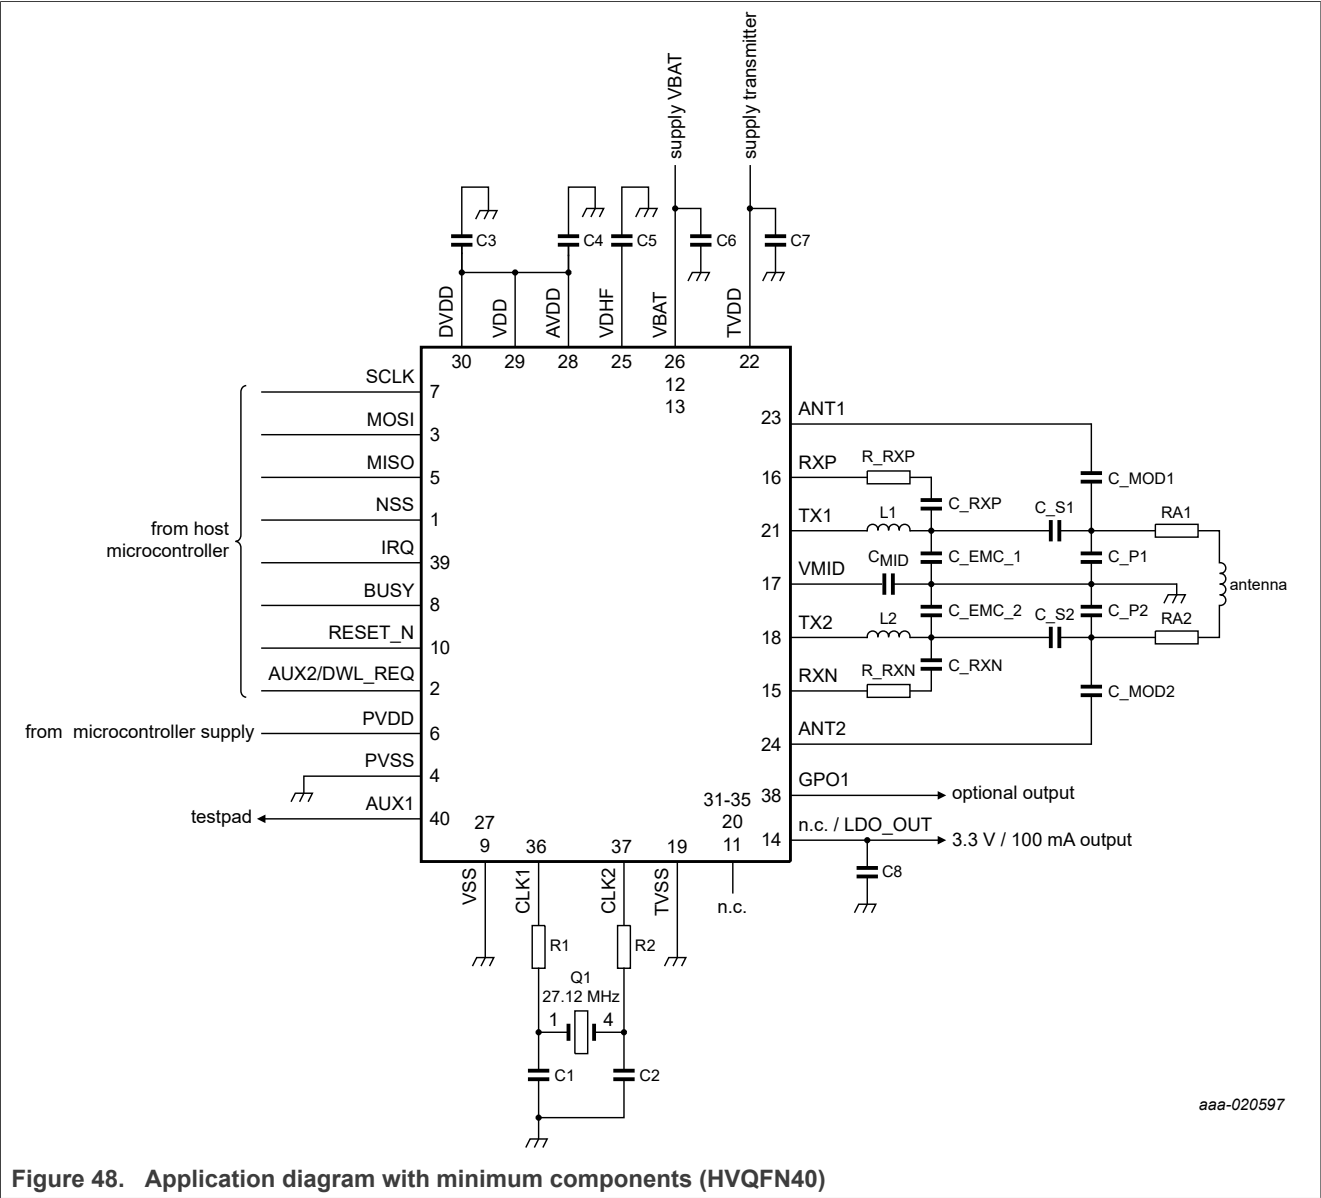 supply VBAT
supply transmitter
C3
C4
C5
C6
C7
DVDD
VDD
AVDD
VDHF
VBAT
TVDD
30
29
28
25
26
22
12
13
SCLK
7
MOSI
3
MISO
5
NSS
1
from host
microcontroller
IRQ
39
BUSY
8
RESET_N
10
AUX2/DWL_REQ
2
from microcontroller supply
PVDD
6
PVSS
4
testpad
AUX1
40
23
ANT1
C_MOD1
16
RXP
R_RXP
C_RXP
21
TX1
L1
C_S1
RA1
C_EMC_1
C_P1
17
VMID
CMID
antenna
C_EMC_2
C_P2
18
TX2
L2
C_S2
RA2
15
RXN
R_RXN
C_RXN
C_MOD2
24
ANT2
38
GPO1
optional output
14
n.c. / LDO_OUT
3.3 V / 100 mA output
C8
31-35
20
11
27
9
36
37
19
VSS
CLK1
CLK2
TVSS
n.c.
R1
R2
Q1
27.12 MHz
1
4
C1
C2
aaa-020597
Figure 48. Application diagram with minimum components (HVQFN40)